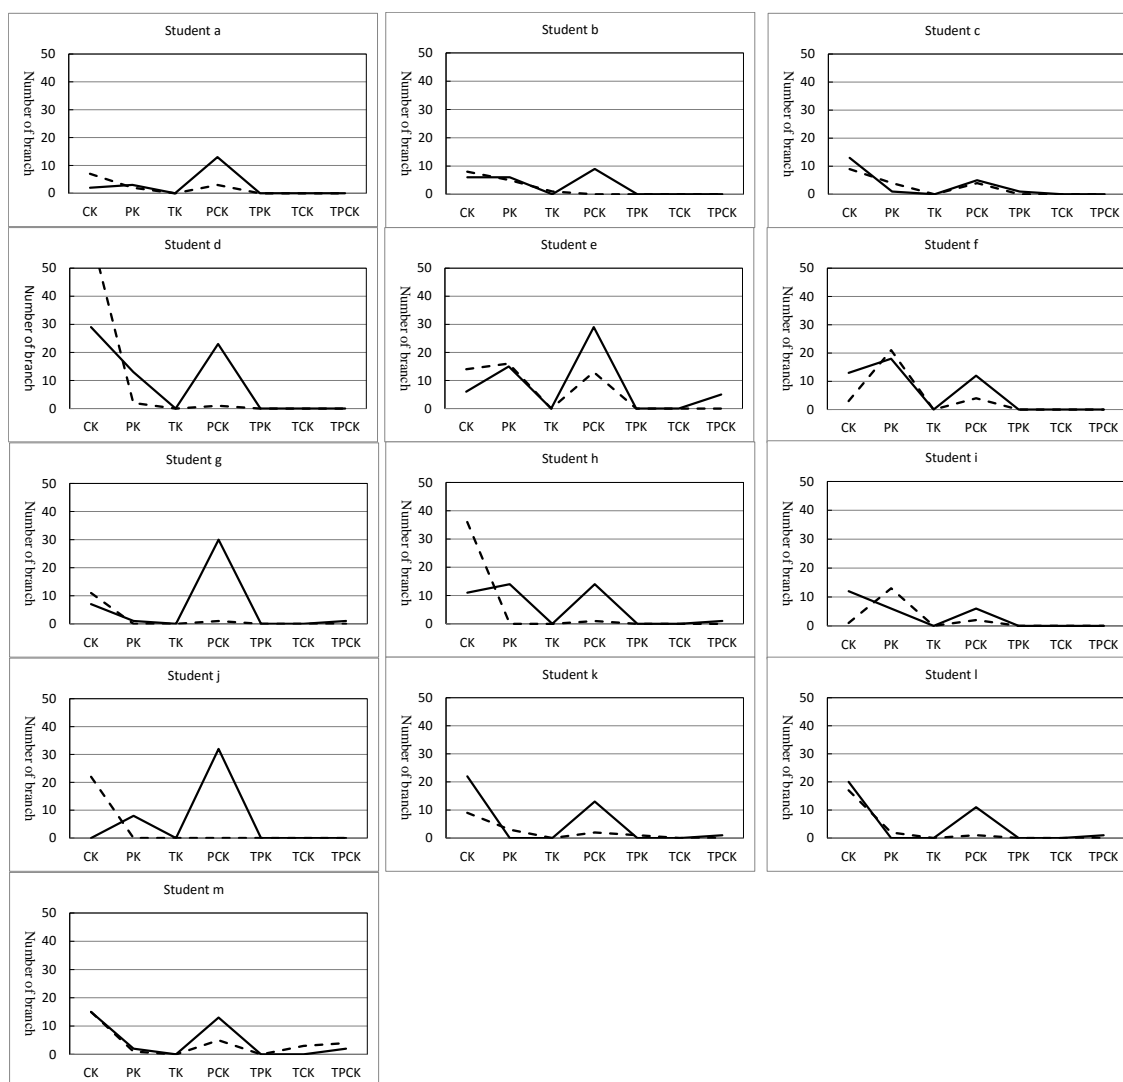 Student a
Number of branch
50
40
30
20
10
0
CK PK TK PCK TPK TCK TPCK
Student b
Number of branch
50
40
30
20
10
0
CK PK TK PCK TPK TCK TPCK
Student c
Number of branch
50
40
30
20
10
0
CK PK TK PCK TPK TCK TPCK
Student d
Number of branch
50
40
30
20
10
0
CK PK TK PCK TPK TCK TPCK
Student e
Number of branch
50
40
30
20
10
0
CK PK TK PCK TPK TCK TPCK
Student f
Number of branch
50
40
30
20
10
0
CK PK TK PCK TPK TCK TPCK
Student g
Number of branch
50
40
30
20
10
0
CK PK TK PCK TPK TCK TPCK
Student h
Number of branch
50
40
30
20
10
0
CK PK TK PCK TPK TCK TPCK
Student i
Number of branch
50
40
30
20
10
0
CK PK TK PCK TPK TCK TPCK
Student j
Number of branch
50
40
30
20
10
0
CK PK TK PCK TPK TCK TPCK
Student k
Number of branch
50
40
30
20
10
0
CK PK TK PCK TPK TCK TPCK
Student l
Number of branch
50
40
30
20
10
0
CK PK TK PCK TPK TCK TPCK
Student m
Number of branch
50
40
30
20
10
0
CK PK TK PCK TPK TCK TPCK